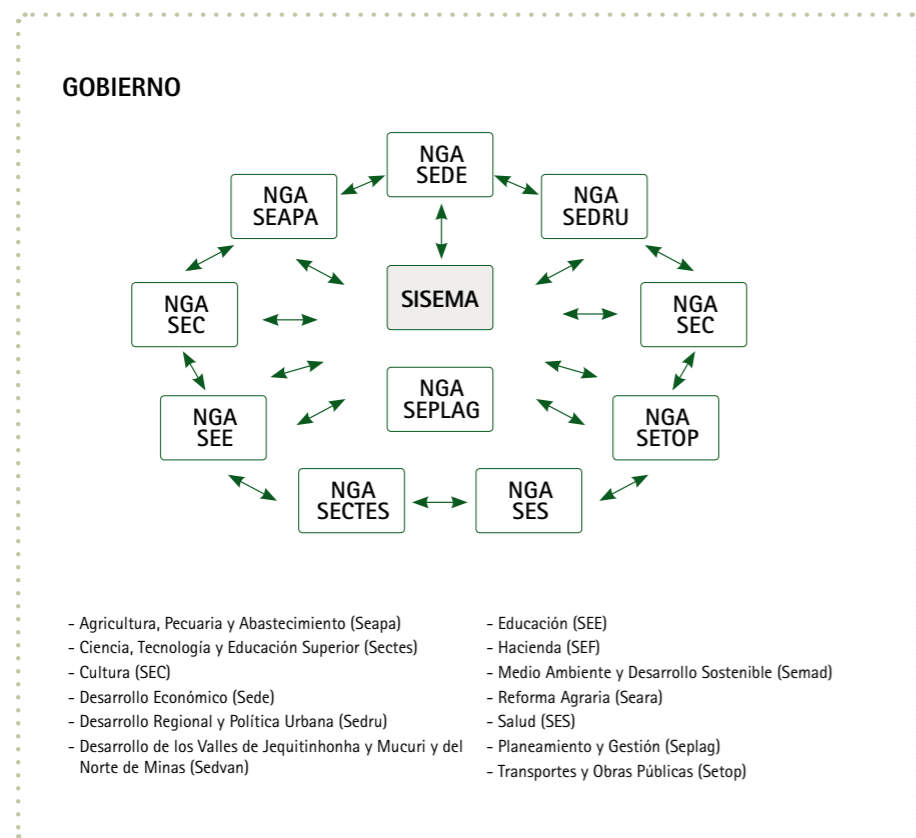 GOBIERNO
NGA
SEDE
NGA
SEAPA
NGA
SEDRU
SISEMA
NGA
SEC
NGA
SEC
NGA
SEPLAG
NGA
SEE
NGA
SETOP
NGA
SECTES
NGA
SES
- Agricultura, Pecuaria y Abastecimiento (Seapa)
- Ciencia, Tecnología y Educación Superior (Sectes)
- Cultura (SEC)
- Desarrollo Económico (Sede)
- Desarrollo Regional y Política Urbana (Sedru)
- Desarrollo de los Valles de Jequitinhonha y Mucuri y del
Norte de Minas (Sedvan)
- Educación (SEE)
- Hacienda (SEF)
- Medio Ambiente y Desarrollo Sostenible (Semad)
- Reforma Agraria (Seara)
- Salud (SES)
- Planeamiento y Gestión (Seplag)
- Transportes y Obras Públicas (Setop)